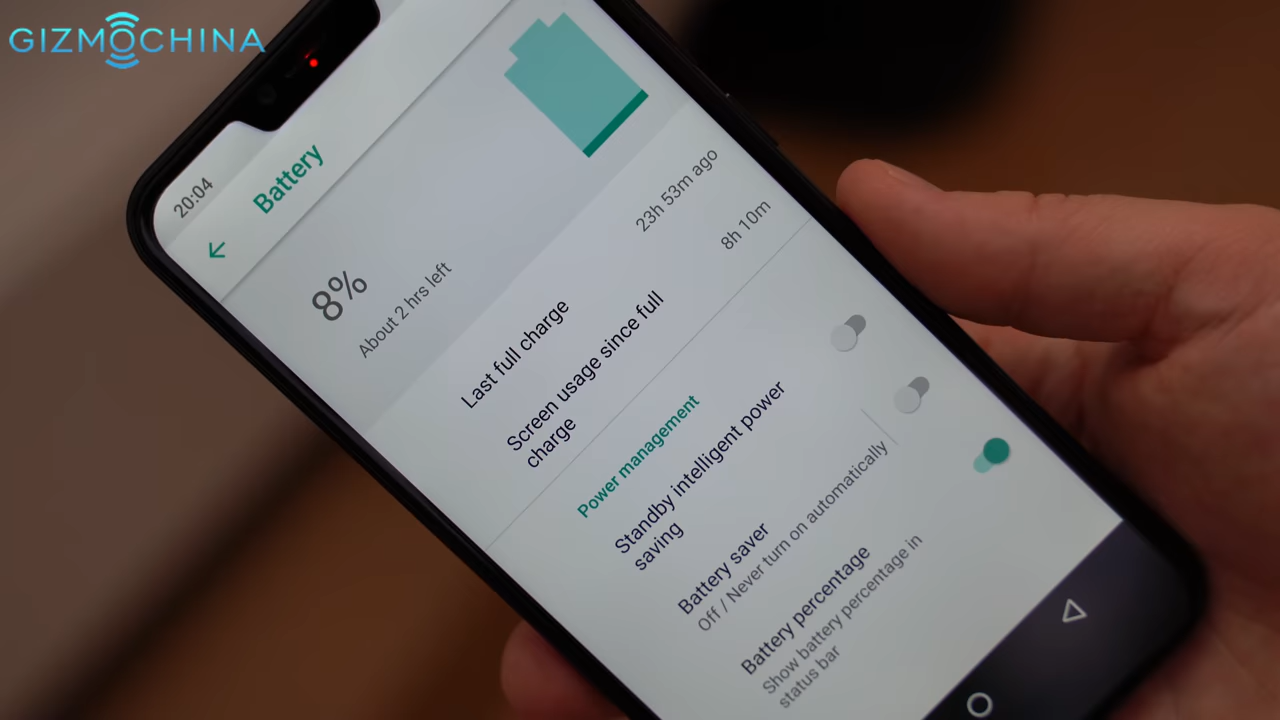 GIZMOCHINA
20:04
Battery
8%
About 2 hrs left
Last full charge
23h 53m ago
Screen usage since full
charge
8h 10m
Power management
Standby intelligent power
saving
Battery saver
Off / Never turn on automatically
Battery percentage
Show battery percentage in
status bar